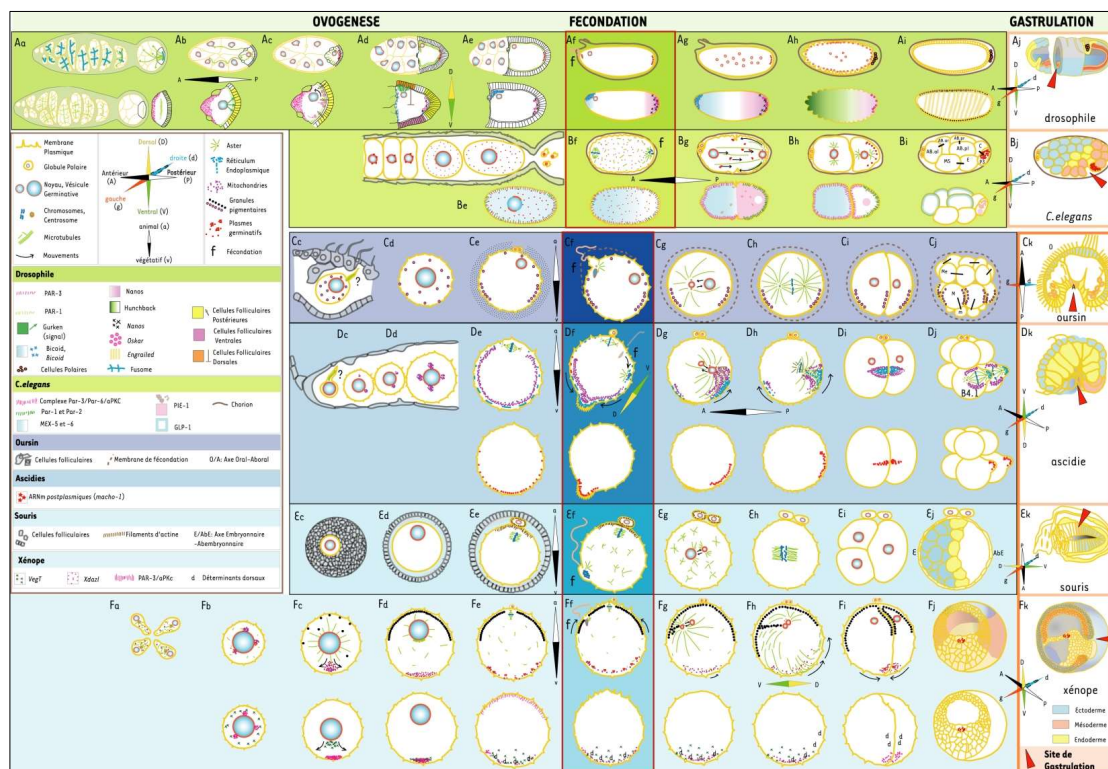 OVOGENESE FECONDATION GASTRULATION
Aa Ab Ac Ad Ae Af Ag Ah Ai Aj
A P D V f A D P g V d
drosophile
Membrane Plasmique
Globule Polaire
Noyau, Vésicule Germinative
Chromosomes, Centrosome
Microtubules
Mouvements
Dorsal (D)
droite (d)
Antérieur (A)
Postérieur (P)
gauche (g)
Ventral (V)
animal (a)
végétatif (v)
Aster
Réticulum Endoplasmique
Mitochondries
Granules pigmentaires
Plasmes germinatifs
f Fécondation
Be Bf Bg Bh Bi Bj
f A P
AB.pl MS E
C.elegans
Drosophile
PAR-3
PAR-1
Gurken (signal)
Bicoid, Bicoid
Cellules Polaires
Nanos
Hunchback
Nanos
Oskar
Engrailed
Fusome
Cellules Folliculaires Postérieures
Cellules Folliculaires Ventrales
Cellules Folliculaires Dorsales
C.elegans
Complexe Par-3/Par-6/aPKC
Par-1 et Par-2
MEX-5 et -6
PIE-1
GLP-1
Chorion
Oursin
Cellules folliculaires
Membrane de fécondation
O/A: Axe Oral-Aboral
Ascidies
ARNm postplasmiques (macho-1)
Souris
Cellules folliculaires
Filaments d'actine
E/AbE: Axe Embryonnaire -Abembryonnaire
Xénope
VegT
Xdazl
PAR-3/aPKc
d Déterminants dorsaux
Cc Cd Ce Cf Cg Ch Ci Cj Ck
? a v f O A
oursin
Dc Dd De Df Dg Dh Di Dj Dk
? a v f V D A P
B4.1
ascidie
Ec Ed Ee Ef Eg Eh Ei Ej Ek
a v f E AbE
souris
Fa Fb Fc Fd Fe Ff Fg Fh Fi Fj Fk
a v f V D
d d d
xénope
Ectoderme
Mésoderme
Endoderme
Site de Gastrulation